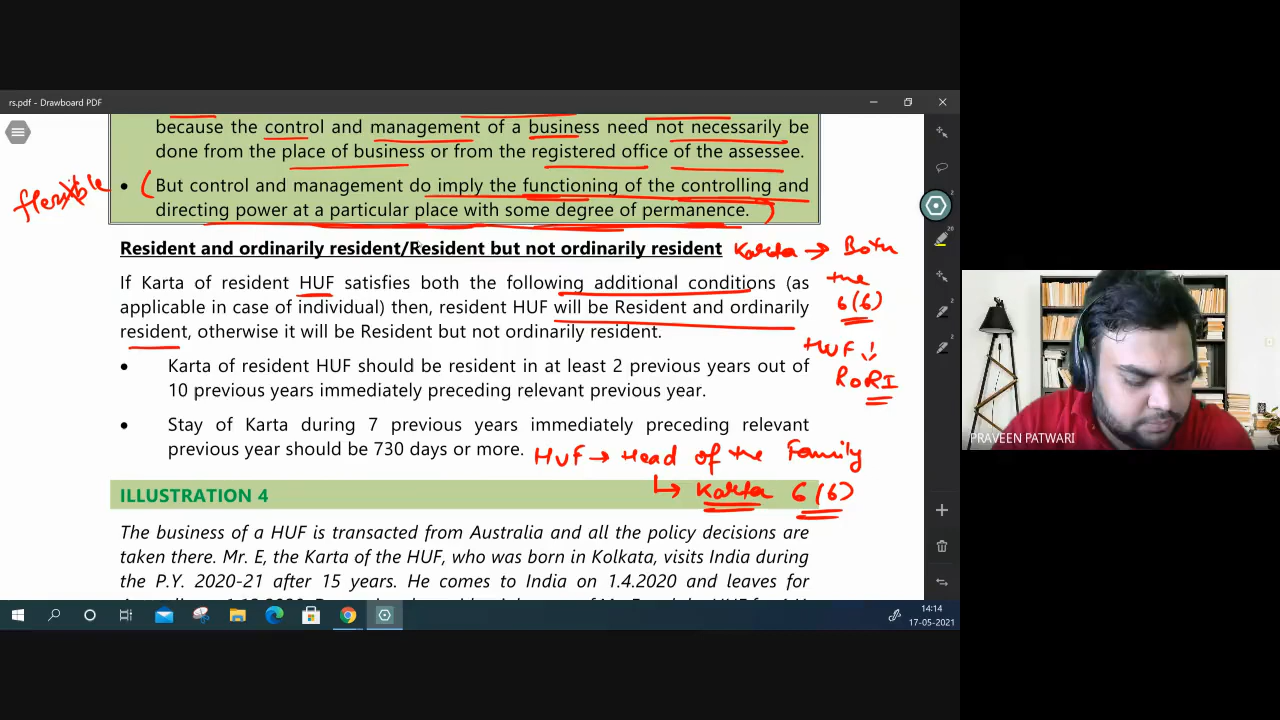 rs.pdf - Drawboard PDF
because the control and management of a business need not necessarily be
done from the place of business or from the registered office of the assessee.
• But control and management do imply the functioning of the controlling and
directing power at a particular place with some degree of permanence.
flexible
Resident and ordinarily resident/Resident but not ordinarily resident
Karta → Both
the
6(6)
HUF ↓
RORI
If Karta of resident HUF satisfies both the following additional conditions (as
applicable in case of individual) then, resident HUF will be Resident and ordinarily
resident, otherwise it will be Resident but not ordinarily resident.
• Karta of resident HUF should be resident in at least 2 previous years out of
10 previous years immediately preceding relevant previous year.
• Stay of Karta during 7 previous years immediately preceding relevant
previous year should be 730 days or more.
HUF → Head of the Family
↳ Karta 6(6)
ILLUSTRATION 4
The business of a HUF is transacted from Australia and all the policy decisions are
taken there. Mr. E, the Karta of the HUF, who was born in Kolkata, visits India during
the P.Y. 2020-21 after 15 years. He comes to India on 1.4.2020 and leaves for
PRAVEEN PATWARI
14:14
17-05-2021